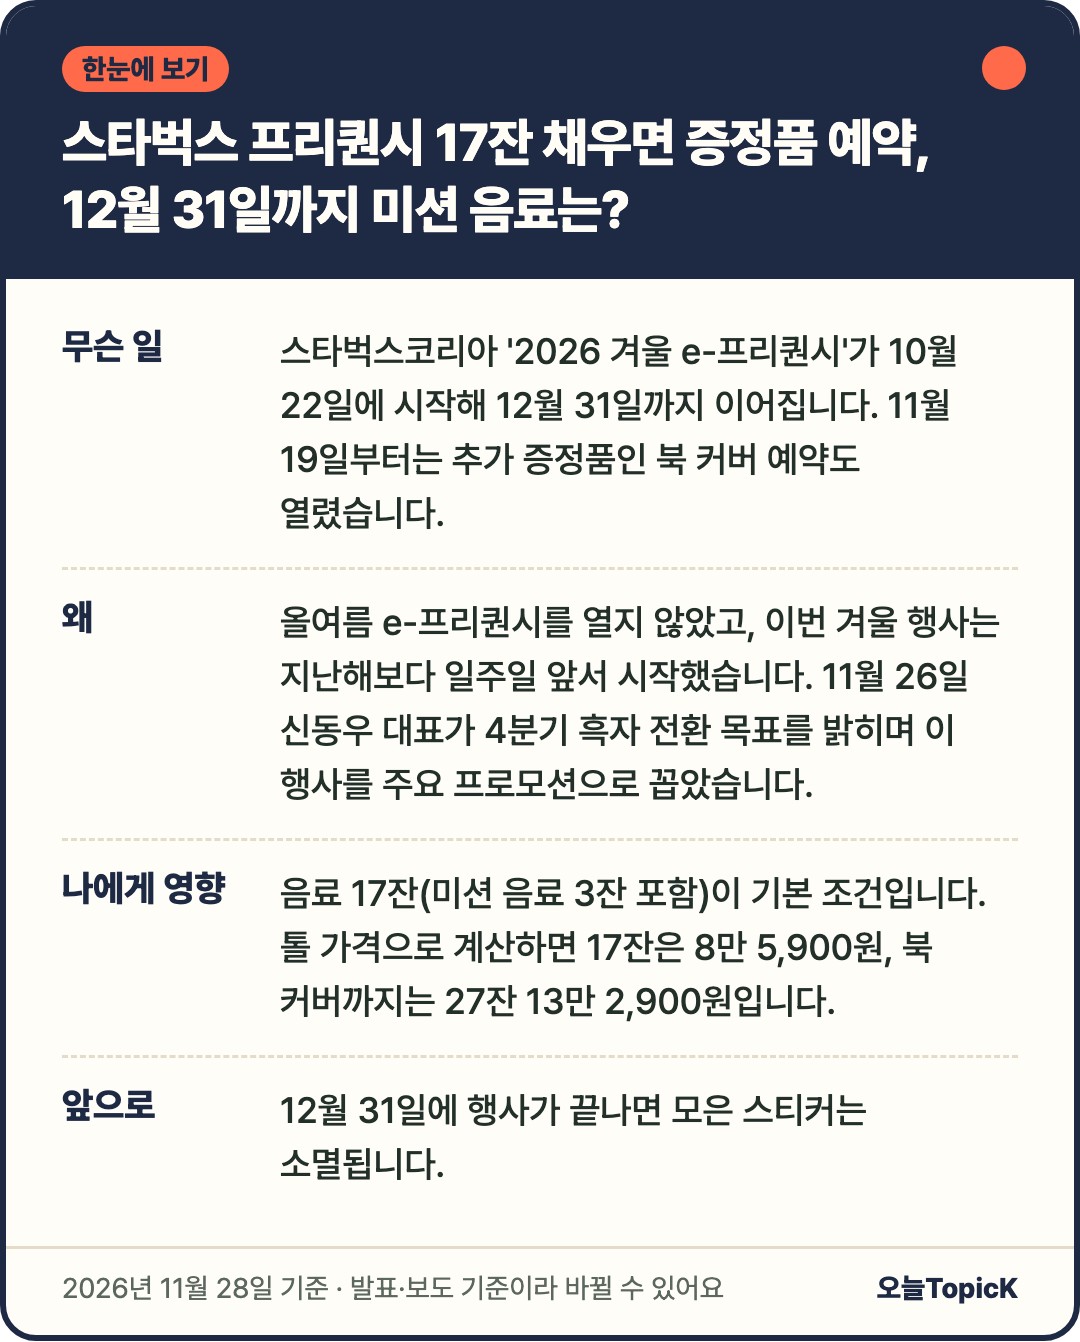 한눈에 보기
스타벅스 프리퀀시 17잔 채우면 증정품 예약,
12월 31일까지 미션 음료는?
무슨 일
스타벅스코리아 '2026 겨울 e-프리퀀시'가 10월
22일에 시작해 12월 31일까지 이어집니다. 11월
19일부터는 추가 증정품인 북 커버 예약도
열렸습니다.
왜
올여름 e-프리퀀시를 열지 않았고, 이번 겨울 행사는
지난해보다 일주일 앞서 시작했습니다. 11월 26일
신동우 대표가 4분기 흑자 전환 목표를 밝히며 이
행사를 주요 프로모션으로 꼽았습니다.
나에게 영향
음료 17잔(미션 음료 3잔 포함)이 기본 조건입니다.
톨 가격으로 계산하면 17잔은 8만 5,900원, 북
커버까지는 27잔 13만 2,900원입니다.
앞으로
12월 31일에 행사가 끝나면 모은 스티커는
소멸됩니다.
2026년 11월 28일 기준 · 발표·보도 기준이라 바뀔 수 있어요
오늘TopicK